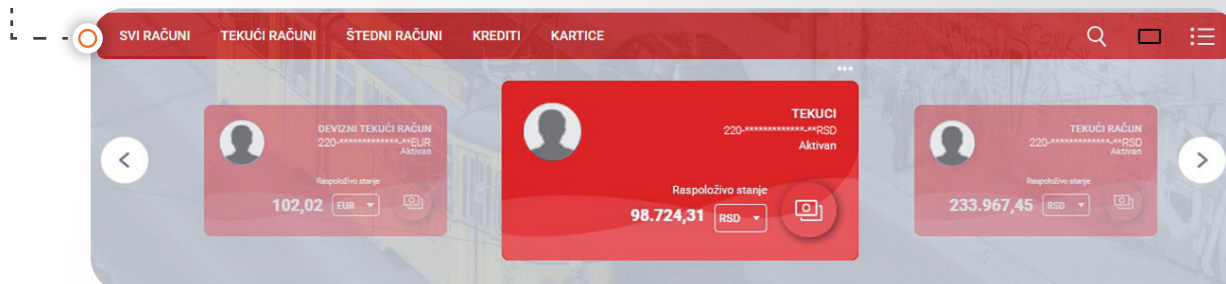 SVI RAČUNI TEKUĆI RAČUNI ŠTEDNI RAČUNI KREDITI KARTICE
DEVIZNI TEKUĆI RAČUN
220-*************-**EUR
Aktivan
Raspoloživo stanje
102,02 EUR
TEKUCI
220-*************-**RSD
Aktivan
Raspoloživo stanje
98.724,31 RSD
TEKUĆI RAČUN
220-*************-**RSD
Aktivan
Raspoloživo stanje
233.967,45 RSD